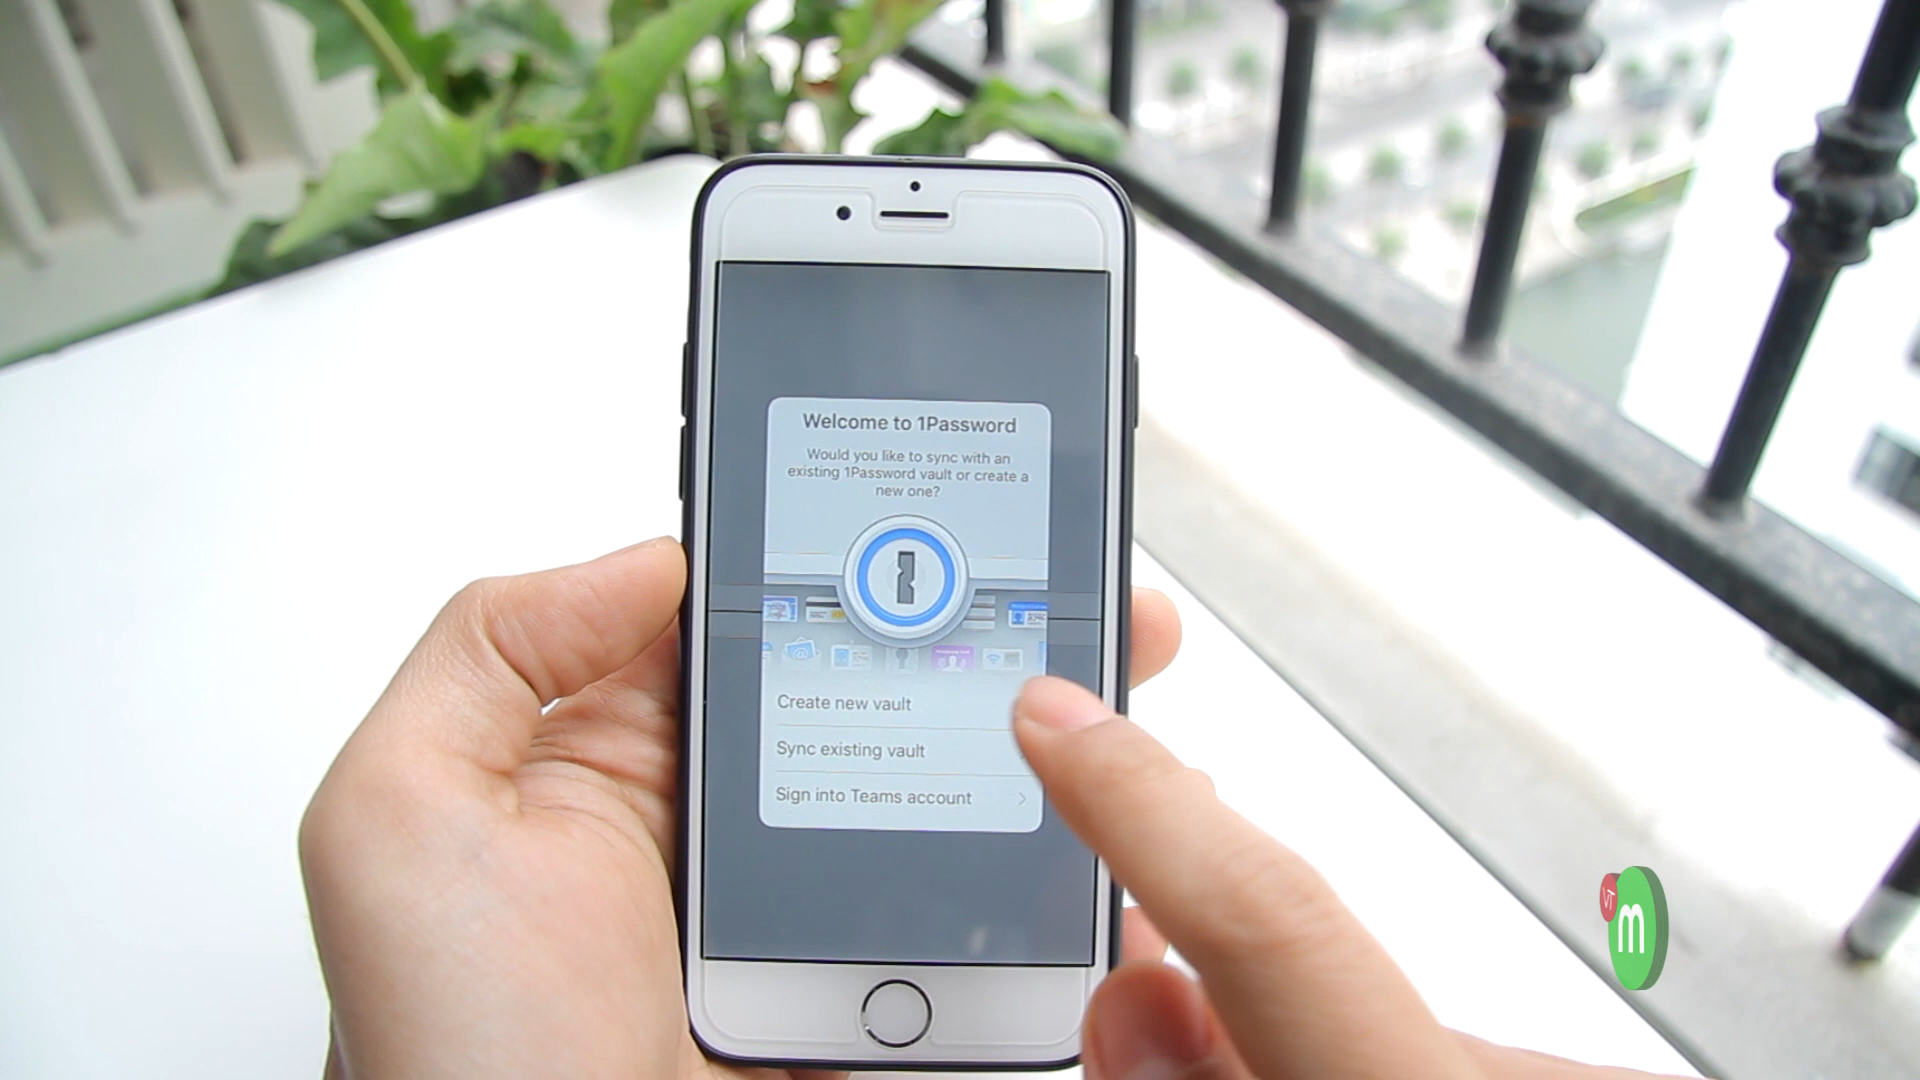 Welcome to 1Password
Would you like to sync with an
existing 1Password vault or create a
new one?
Create new vault
Sync existing vault
Sign into Teams account
VT
m